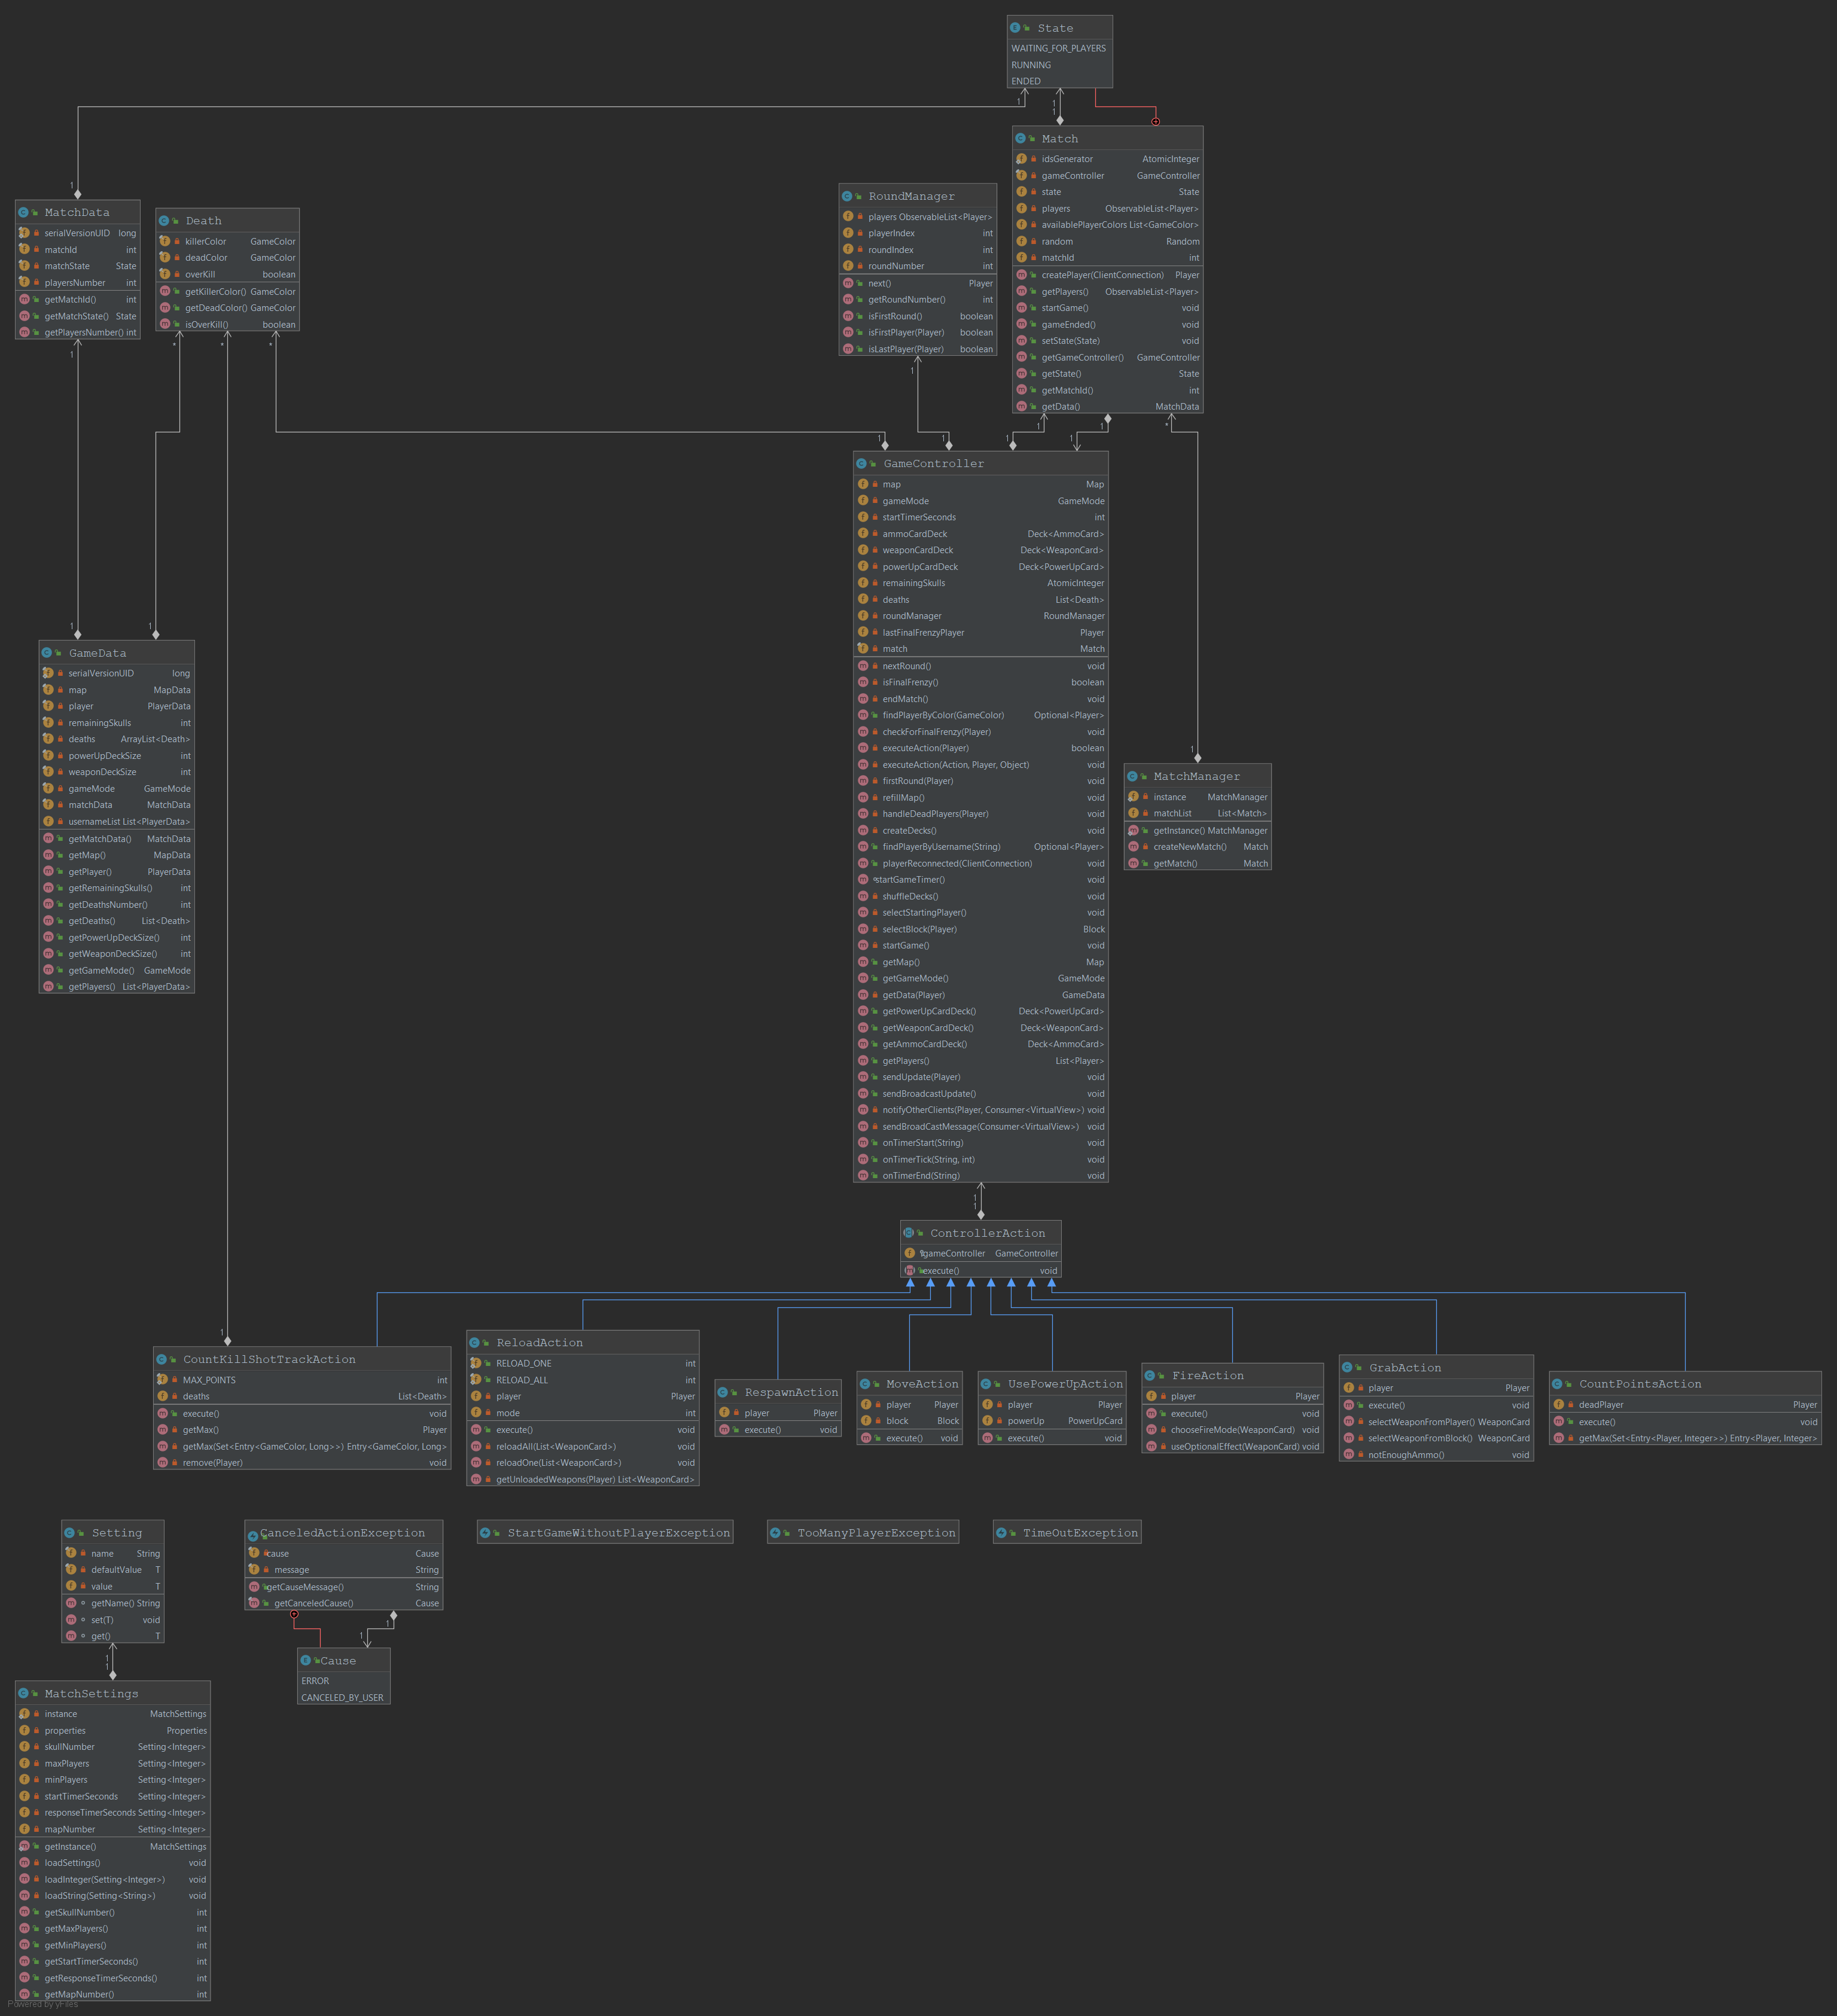 State
WAITING_FOR_PLAYERS
RUNNING
ENDED
1
1
1
Match
idsGenerator AtomicInteger
gameController GameController
state State
players ObservableList<Player>
availablePlayerColors List<GameColor>
random Random
matchId int
createPlayer(ClientConnection) Player
getPlayers() ObservableList<Player>
startGame() void
gameEnded() void
setState(State) void
getGameController() GameController
getState() State
getMatchId() int
getData() MatchData
RoundManager
players ObservableList<Player>
playerIndex int
roundIndex int
roundNumber int
next() Player
getRoundNumber() int
isFirstRound() boolean
isFirstPlayer(Player) boolean
isLastPlayer(Player) boolean
1
MatchData
serialVersionUID long
matchId int
matchState State
playersNumber int
getMatchId() int
getMatchState() State
getPlayersNumber() int
Death
killerColor GameColor
deadColor GameColor
overKill boolean
getKillerColor() GameColor
getDeadColor() GameColor
isOverKill() boolean
1
*
*
*
1
1
1
1
1
1
1
*
GameController
map Map
gameMode GameMode
startTimerSeconds int
ammoCardDeck Deck<AmmoCard>
weaponCardDeck Deck<WeaponCard>
powerUpCardDeck Deck<PowerUpCard>
remainingSkulls AtomicInteger
deaths List<Death>
roundManager RoundManager
lastFinalFrenzyPlayer Player
match Match
nextRound() void
isFinalFrenzy() boolean
endMatch() void
findPlayerByColor(GameColor) Optional<Player>
checkForFinalFrenzy(Player) void
executeAction(Player) boolean
executeAction(Action, Player, Object) void
firstRound(Player) void
refillMap() void
handleDeadPlayers(Player) void
createDecks() void
findPlayerByUsername(String) Optional<Player>
playerReconnected(ClientConnection) void
startGameTimer() void
shuffleDecks() void
selectStartingPlayer() void
selectBlock(Player) Block
startGame() void
getMap() Map
getGameMode() GameMode
getData(Player) GameData
getPowerUpCardDeck() Deck<PowerUpCard>
getWeaponCardDeck() Deck<WeaponCard>
getAmmoCardDeck() Deck<AmmoCard>
getPlayers() List<Player>
sendUpdate(Player) void
sendBroadcastUpdate() void
notifyOtherClients(Player, Consumer<VirtualView>) void
sendBroadCastMessage(Consumer<VirtualView>) void
onTimerStart(String) void
onTimerTick(String, int) void
onTimerEnd(String) void
1
1
GameData
serialVersionUID long
map MapData
player PlayerData
remainingSkulls int
deaths ArrayList<Death>
powerUpDeckSize int
weaponDeckSize int
gameMode GameMode
matchData MatchData
usernameList List<PlayerData>
getMatchData() MatchData
getMap() MapData
getPlayer() PlayerData
getRemainingSkulls() int
getDeathsNumber() int
getDeaths() List<Death>
getPowerUpDeckSize() int
getWeaponDeckSize() int
getGameMode() GameMode
getPlayers() List<PlayerData>
1
MatchManager
instance MatchManager
matchList List<Match>
getInstance() MatchManager
createNewMatch() Match
getMatch() Match
1
1
ControllerAction
gameController GameController
execute() void
1
CountKillShotTrackAction
MAX_POINTS int
deaths List<Death>
execute() void
getMax() Player
getMax(Set<Entry<GameColor, Long>>) Entry<GameColor, Long>
remove(Player) void
ReloadAction
RELOAD_ONE int
RELOAD_ALL int
player Player
mode int
execute() void
reloadAll(List<WeaponCard>) void
reloadOne(List<WeaponCard>) void
getUnloadedWeapons(Player) List<WeaponCard>
RespawnAction
player Player
execute() void
MoveAction
player Player
block Block
execute() void
UsePowerUpAction
player Player
powerUp PowerUpCard
execute() void
FireAction
player Player
execute() void
chooseFireMode(WeaponCard) void
useOptionalEffect(WeaponCard) void
GrabAction
player Player
execute() void
selectWeaponFromPlayer() WeaponCard
selectWeaponFromBlock() WeaponCard
notEnoughAmmo() void
CountPointsAction
deadPlayer Player
execute() void
getMax(Set<Entry<Player, Integer>>) Entry<Player, Integer>
Setting
name String
defaultValue T
value T
getName() String
set(T) void
get() T
1
1
CanceledActionException
cause Cause
message String
getCauseMessage() String
getCanceledCause() Cause
1
1
Cause
ERROR
CANCELED_BY_USER
StartGameWithoutPlayerException
TooManyPlayerException
TimeOutException
MatchSettings
instance MatchSettings
properties Properties
skullNumber Setting<Integer>
maxPlayers Setting<Integer>
minPlayers Setting<Integer>
startTimerSeconds Setting<Integer>
responseTimerSeconds Setting<Integer>
mapNumber Setting<Integer>
getInstance() MatchSettings
loadSettings() void
loadInteger(Setting<Integer>) void
loadString(Setting<String>) void
getSkullNumber() int
getMaxPlayers() int
getMinPlayers() int
getStartTimerSeconds() int
getResponseTimerSeconds() int
getMapNumber() int
Powered by yFiles